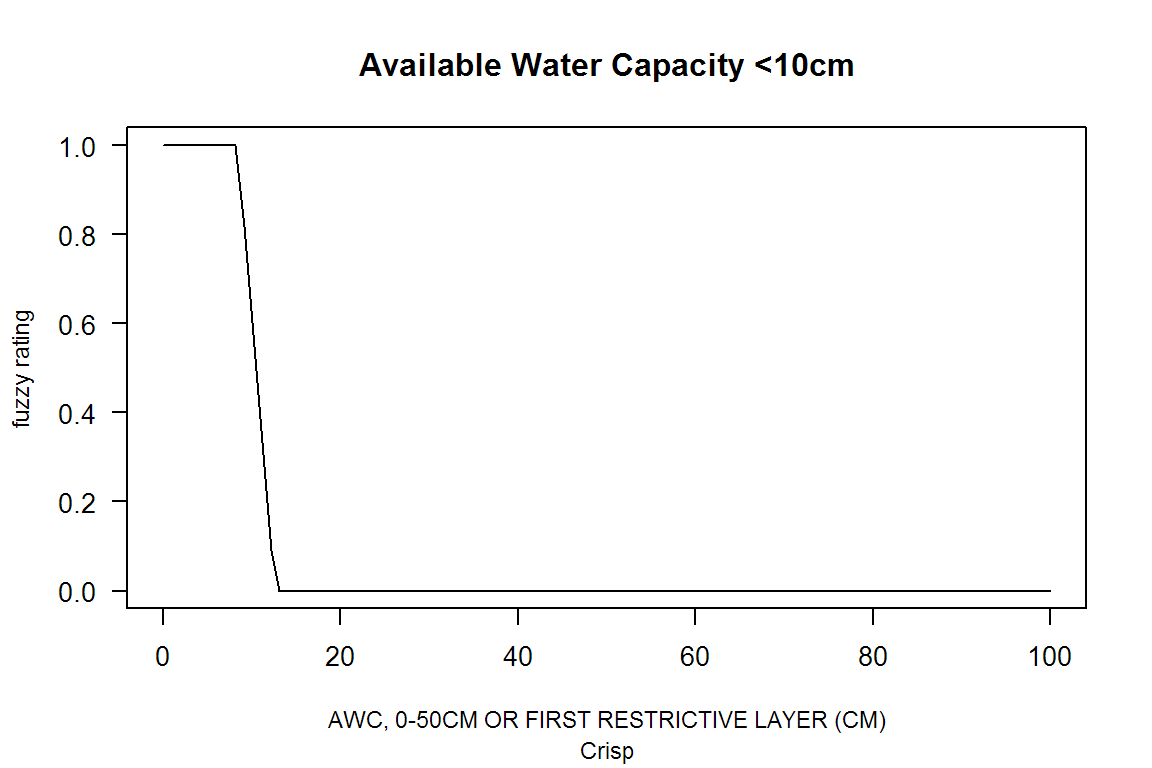 Available Water Capacity <10cm
1.0
0.8
0.6
0.4
0.2
0.0
fuzzy rating
0 20 40 60 80 100
AWC, 0-50CM OR FIRST RESTRICTIVE LAYER (CM)
Crisp